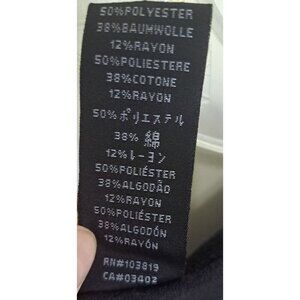 50%POLYESTER
38%BAUMWOLLE
12%RAYON
50%POLIESTERE
38%COTONE
12%RAYON
50%ポリエステル
38% 綿
12%レーヨン
50%POLIÉSTER
38%ALGODÃO
12%RAYON
50%POLIÉSTER
38%ALGODÓN
12%RAYÓN
RN#103819
CA#03402